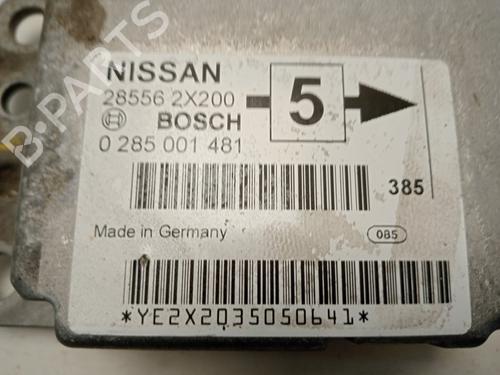 NISSAN
28556 2X200
5
BOSCH
0 285 001 481
385
Made in Germany
085
*YE2X2035050641*
B-PARTS